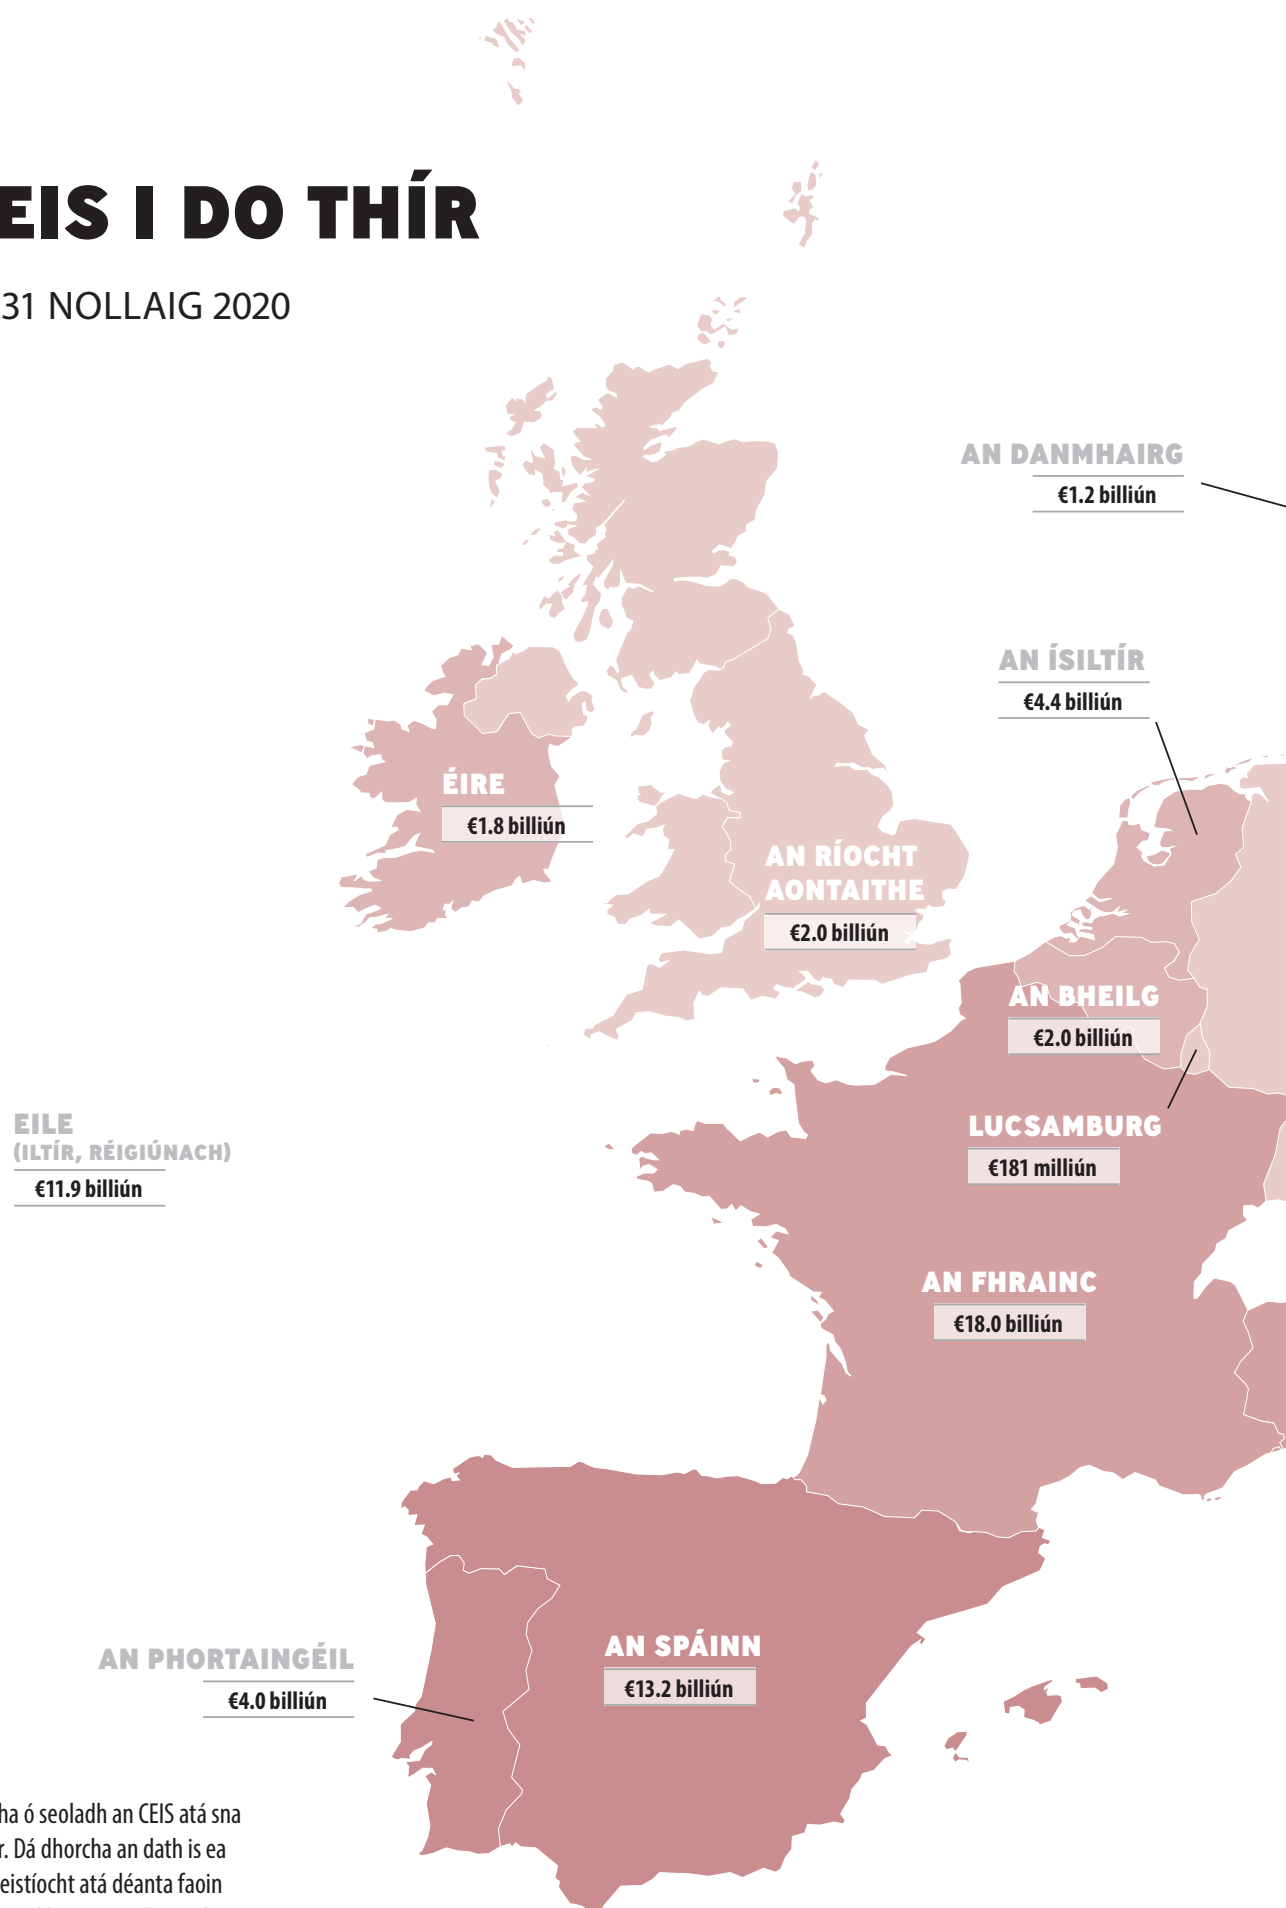 EIS I DO THÍR
31 NOLLAIG 2020
AN DANMHAIRG
€1.2 billiún
AN ÍSILTÍR
€4.4 billiún
ÉIRE
€1.8 billiún
AN RÍOCHT
AONTAITHE
€2.0 billiún
AN BHEILG
€2.0 billiún
LUCSAMBURG
€181 milliún
EILE
(ILTÍR, RÉIGIÚNACH)
€11.9 billiún
AN FHRAINC
€18.0 billiún
AN SPÁINN
€13.2 billiún
AN PHORTAINGÉIL
€4.0 billiún
ha ó seoladh an CEIS atá sna
r. Dá dhorcha an dath is ea
eistíocht atá déanta faoin